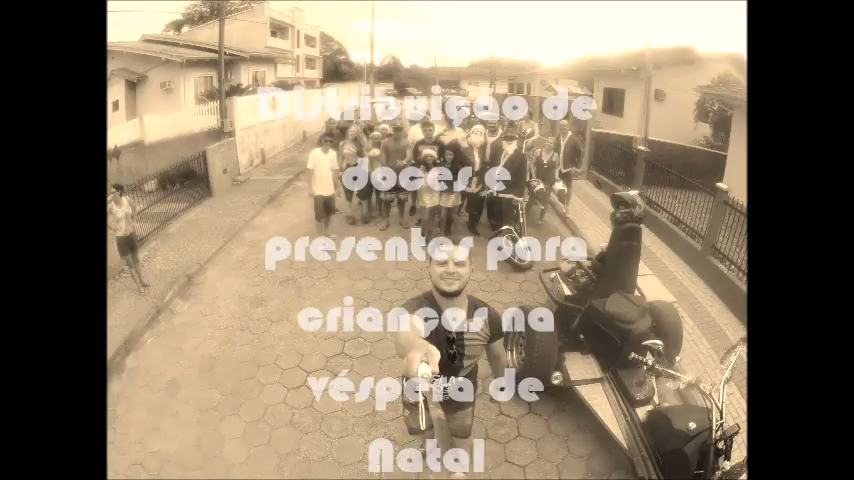 Distribuição de
doces e
presentes para
crianças na
véspera de
Natal